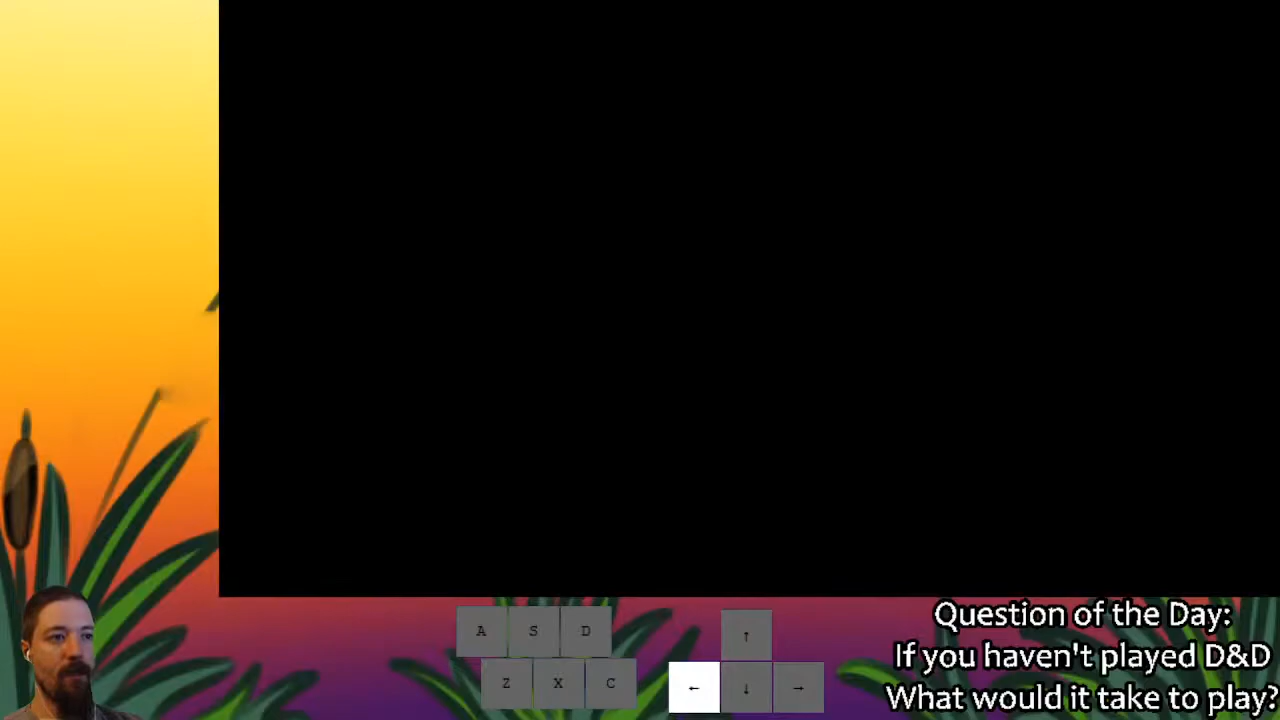 A S D ↑
Z X C ← ↓ →
Question of the Day:
If you haven't played D&D
What would it take to play?